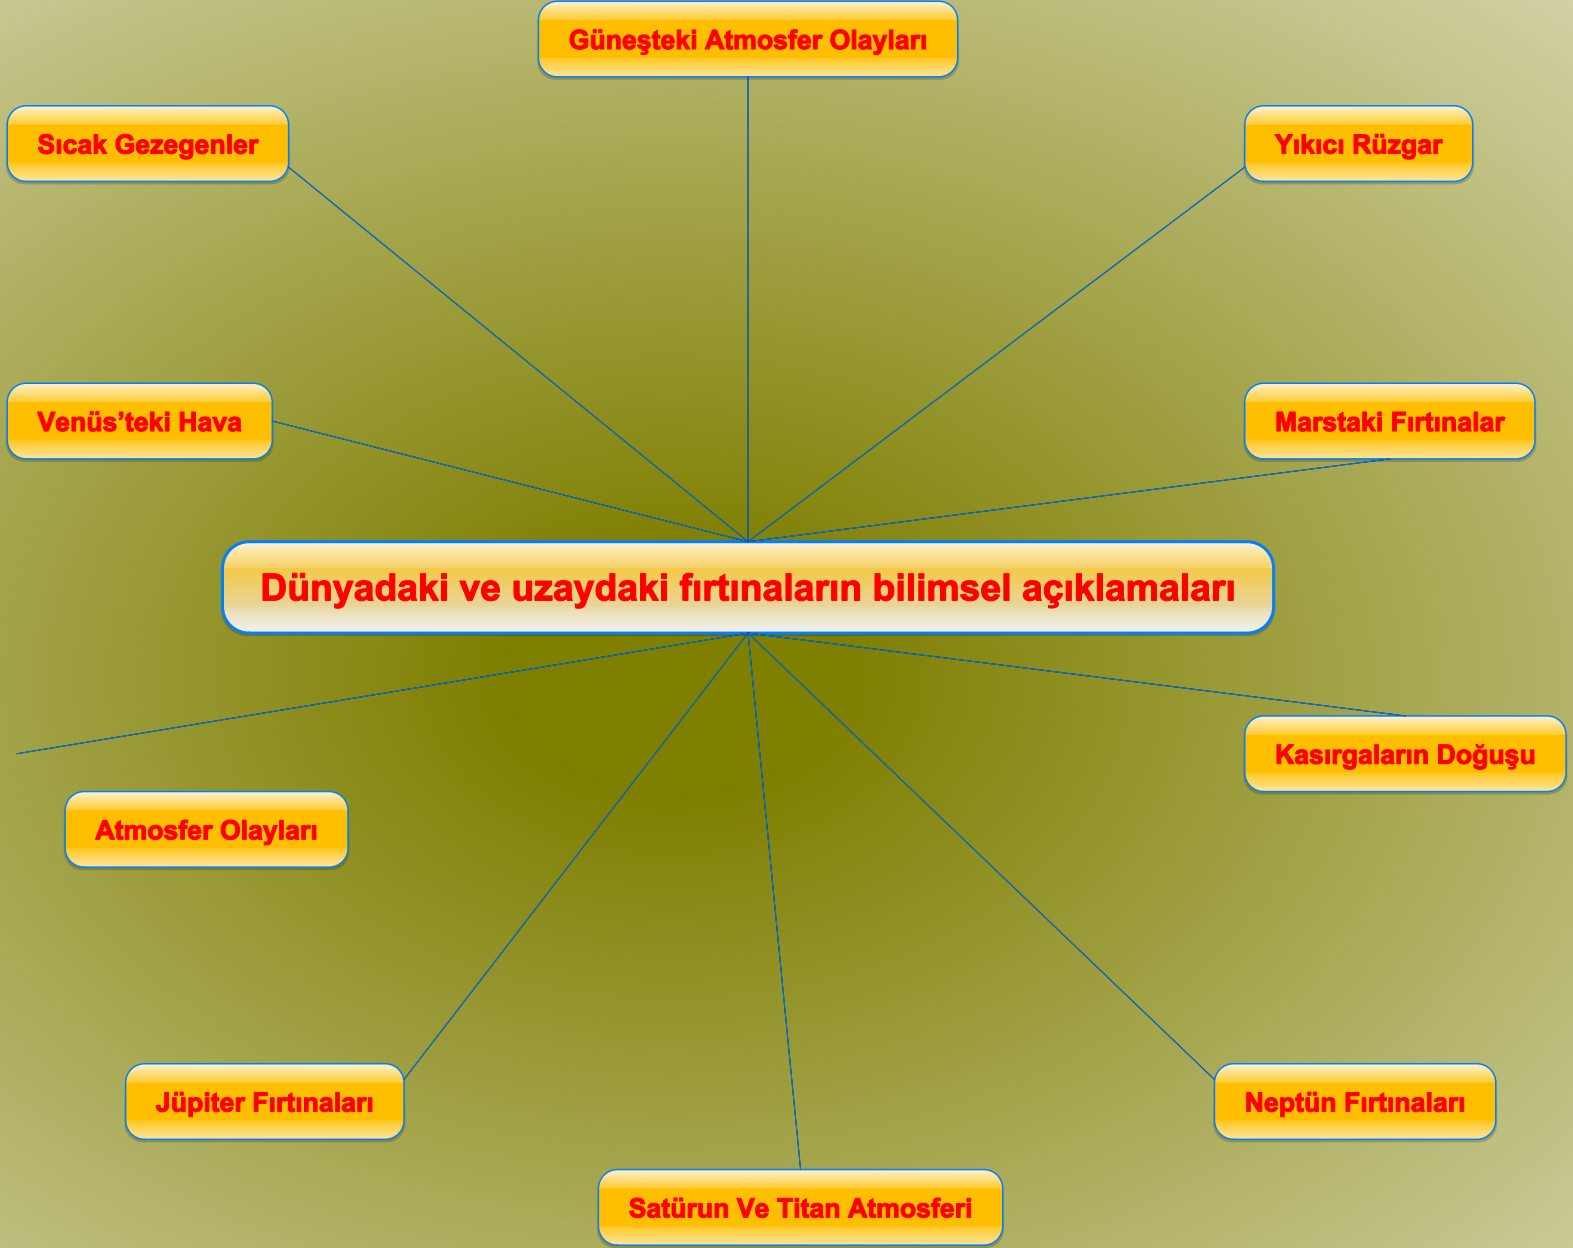 Güneşteki Atmosfer Olayları
Sıcak Gezegenler
Yıkıcı Rüzgar
Venüs’teki Hava
Marstaki Fırtınalar
Dünyadaki ve uzaydaki fırtınaların bilimsel açıklamaları
Kasırgaların Doğuşu
Atmosfer Olayları
Jüpiter Fırtınaları
Neptün Fırtınaları
Satürun Ve Titan Atmosferi